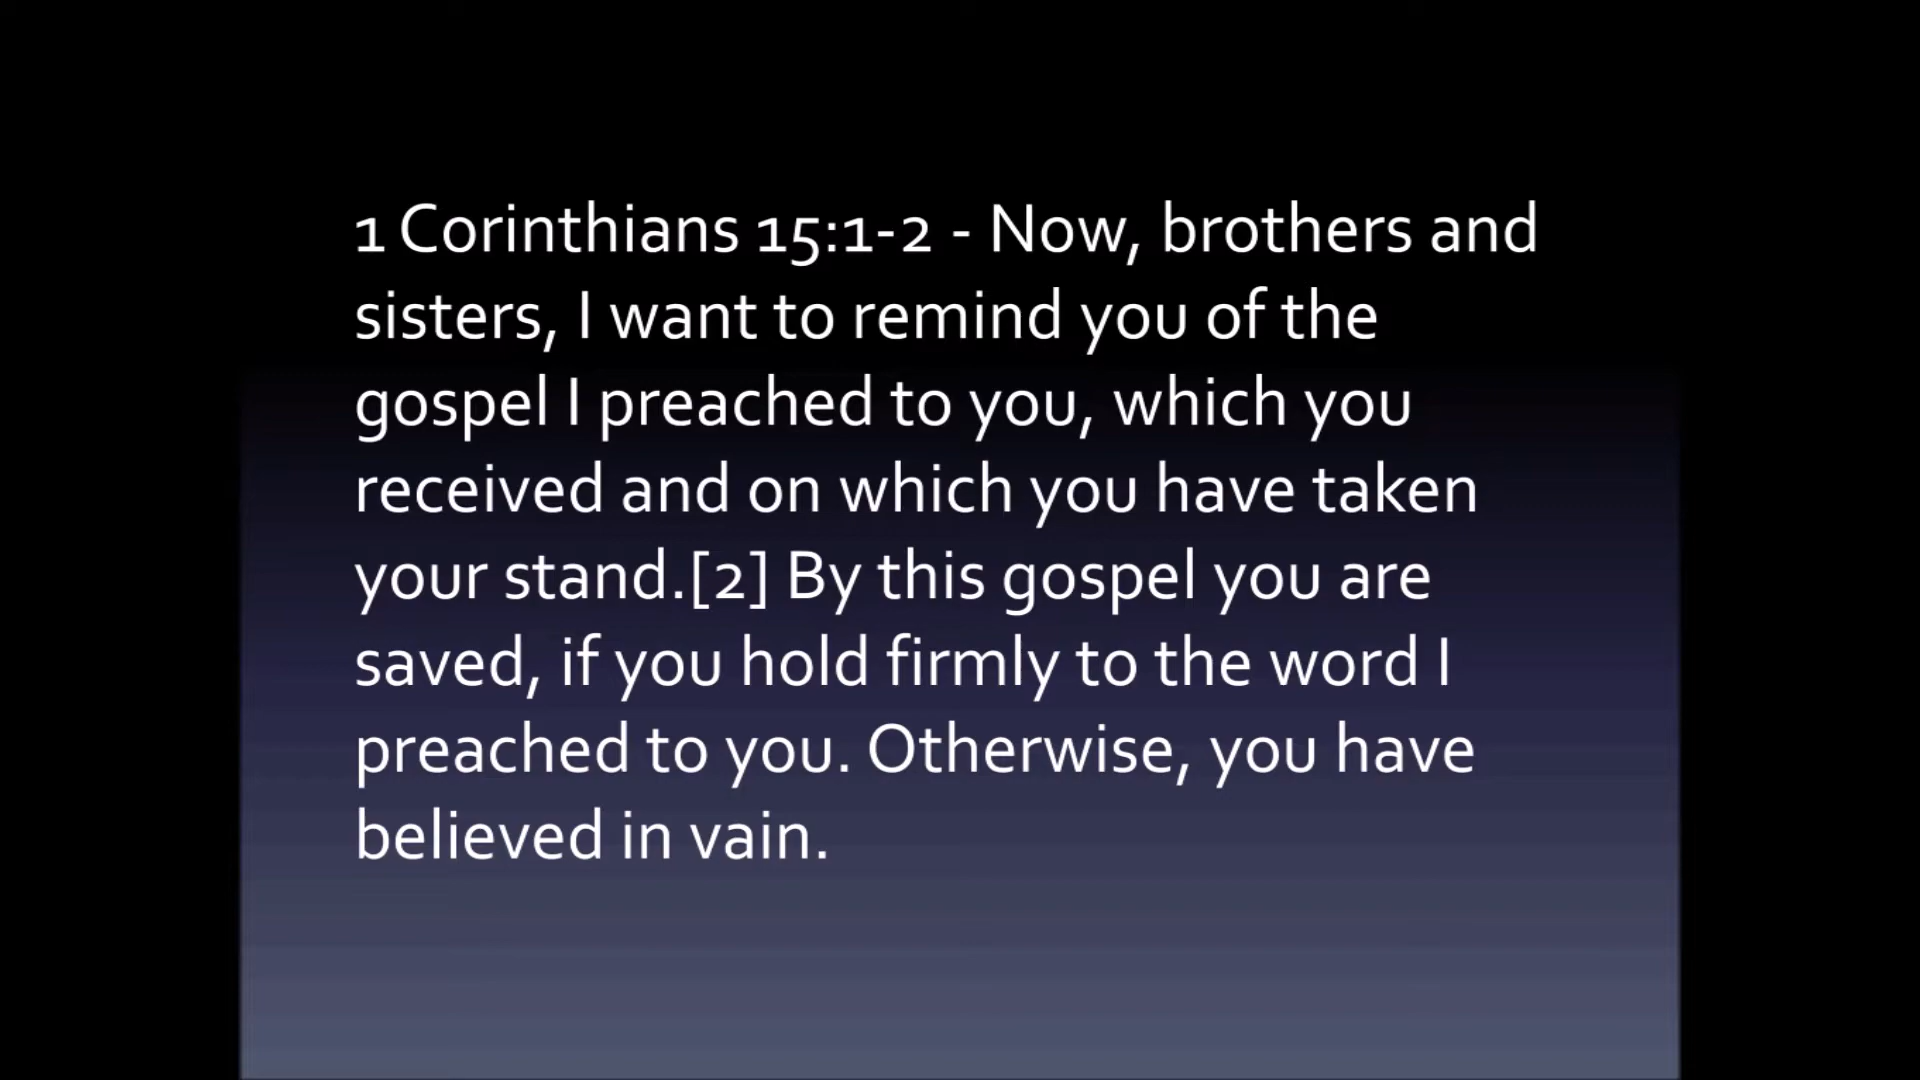 1 Corinthians 15:1-2 - Now, brothers and
sisters, I want to remind you of the
gospel I preached to you, which you
received and on which you have taken
your stand.[2] By this gospel you are
saved, if you hold firmly to the word I
preached to you. Otherwise, you have
believed in vain.